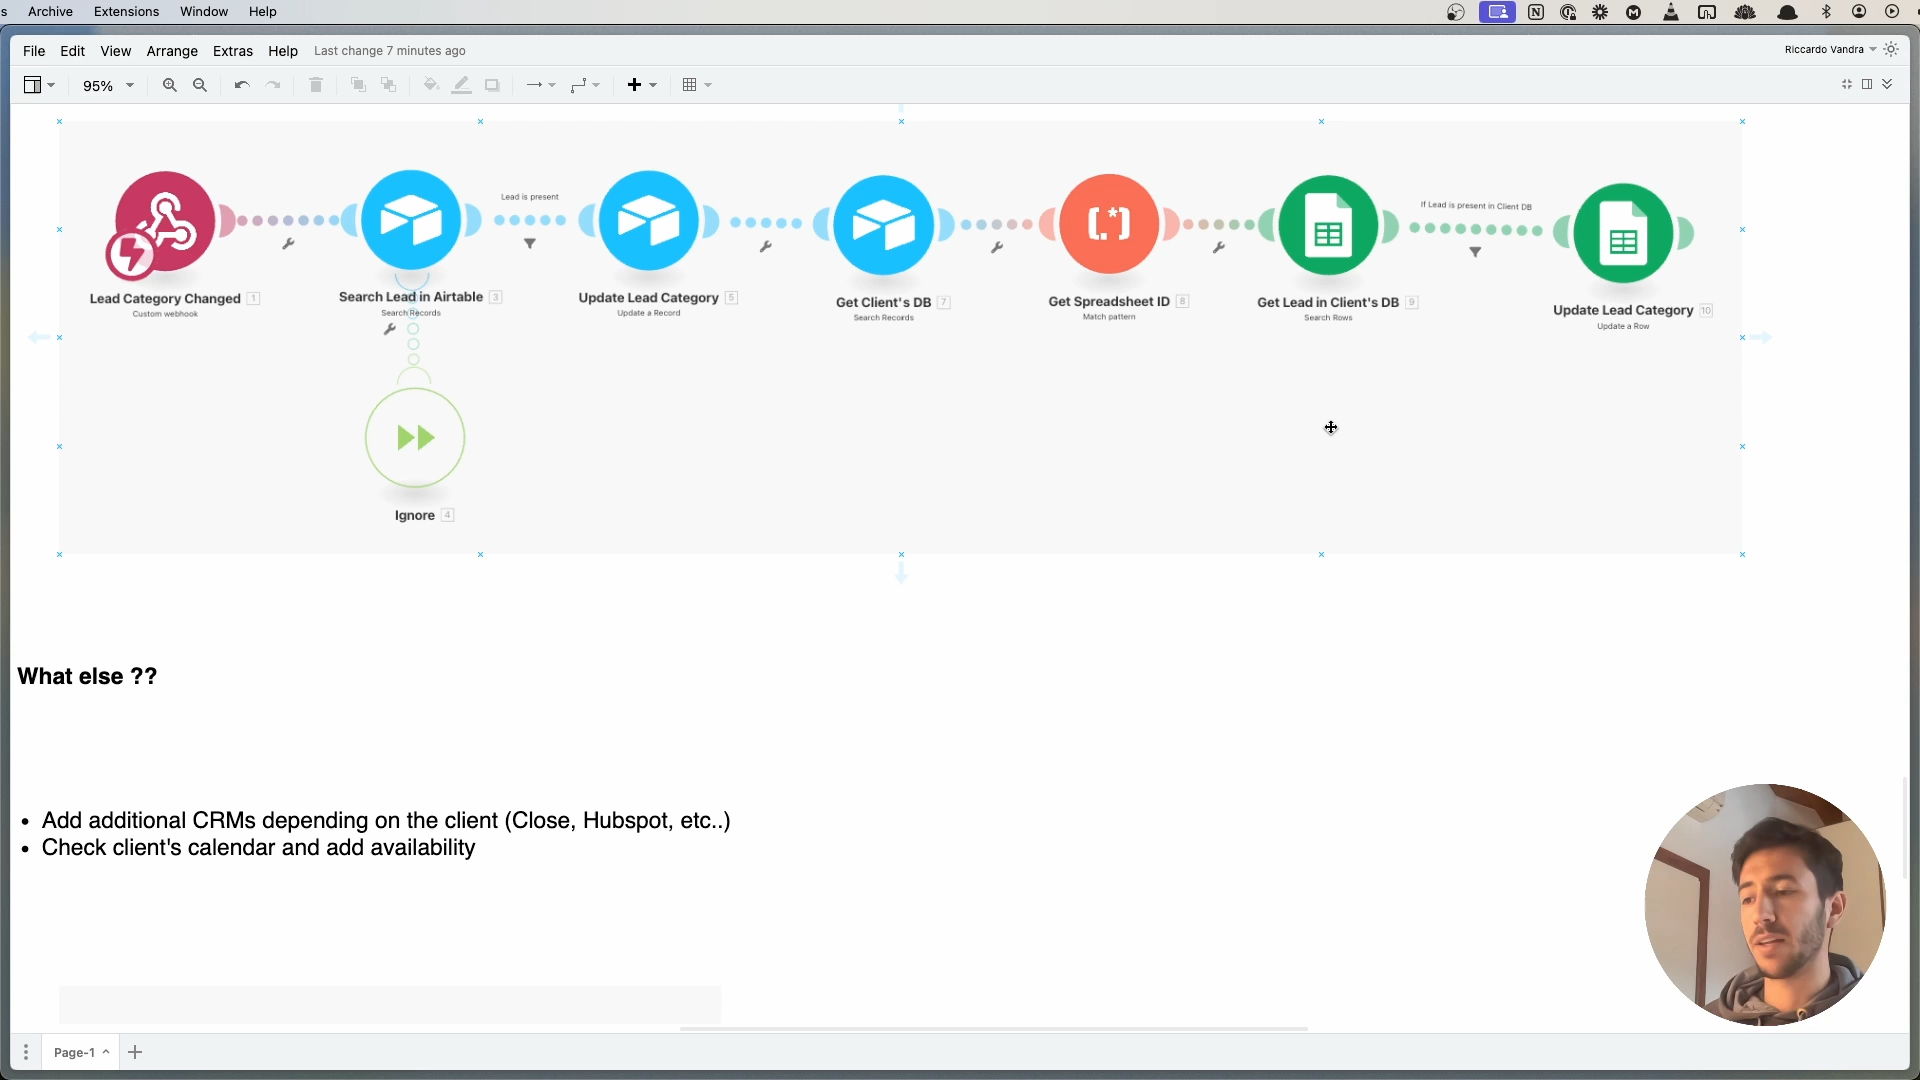 s Archive Extensions Window Help
File Edit View Arrange Extras Help Last change 7 minutes ago
Riccardo Vandra
95%
Lead is present
If Lead is present in Client DB
Lead Category Changed 1
Custom webhook
Search Lead in Airtable 3
Search Records
Update Lead Category 5
Update a Record
Get Client's DB 7
Search Records
Get Spreadsheet ID 8
Match pattern
Get Lead in Client's DB 9
Search Rows
Update Lead Category 10
Update a Row
Ignore 4
What else ??
• Add additional CRMs depending on the client (Close, Hubspot, etc..)
• Check client's calendar and add availability
Page-1